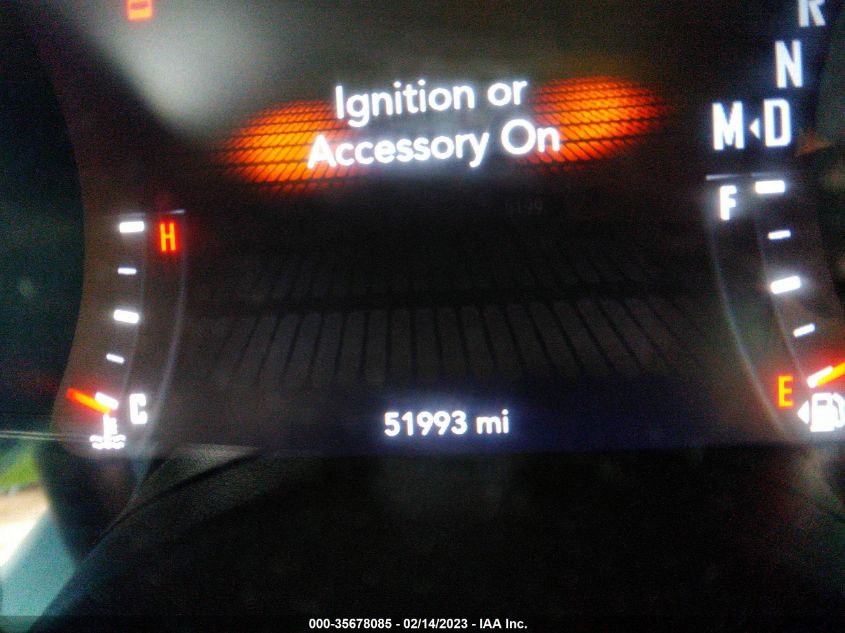 R
N
M D
Ignition or
Accessory On
F
H
E
C
51993 mi
000-35678085 - 02/14/2023 - IAA Inc.